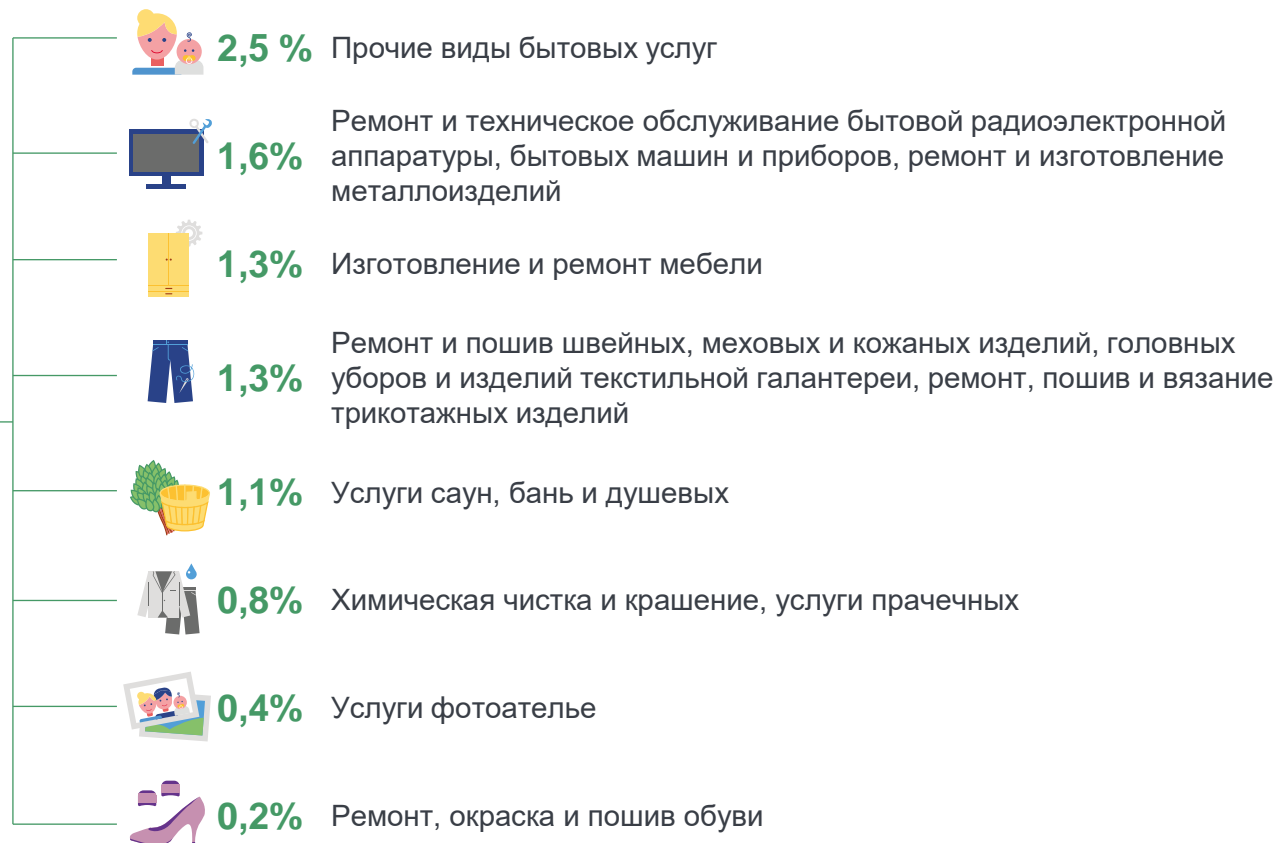 2,5 % Прочие виды бытовых услуг
Ремонт и техническое обслуживание бытовой радиоэлектронной
1,6% аппаратуры, бытовых машин и приборов, ремонт и изготовление
металлоизделий
1,3% Изготовление и ремонт мебели
Ремонт и пошив швейных, меховых и кожаных изделий, головных
1,3% уборов и изделий текстильной галантереи, ремонт, пошив и вязание
трикотажных изделий
1,1% Услуги саун, бань и душевых
0,8% Химическая чистка и крашение, услуги прачечных
0,4% Услуги фотоателье
0,2% Ремонт, окраска и пошив обуви